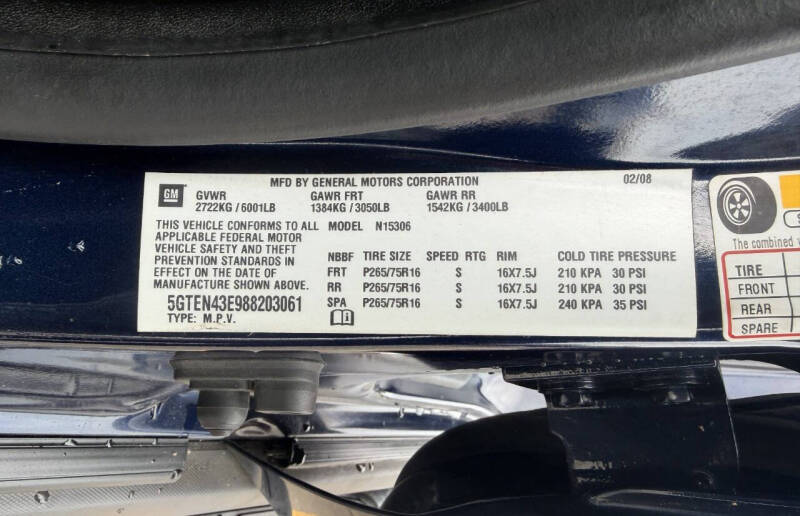 MFD BY GENERAL MOTORS CORPORATION 02/08
GM
GVWR GAWR FRT GAWR RR
2722KG / 6001LB 1384KG / 3050LB 1542KG / 3400LB
THIS VEHICLE CONFORMS TO ALL MODEL N15306
APPLICABLE FEDERAL MOTOR
VEHICLE SAFETY AND THEFT
PREVENTION STANDARDS IN
EFFECT ON THE DATE OF
MANUFACTURE SHOWN ABOVE.
5GTEN43E988203061
TYPE: M.P.V.
NBBF TIRE SIZE SPEED RTG RIM COLD TIRE PRESSURE
FRT P265/75R16 S 16X7.5J 210 KPA 30 PSI
RR P265/75R16 S 16X7.5J 210 KPA 30 PSI
SPA P265/75R16 S 16X7.5J 240 KPA 35 PSI
The combined
TIRE
FRONT
REAR
SPARE